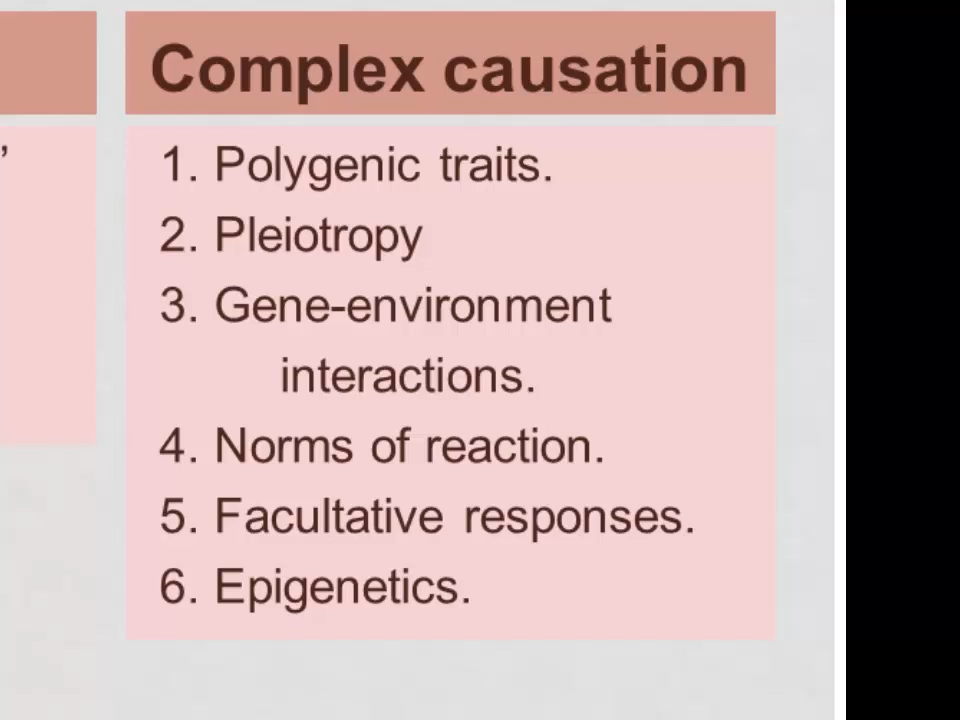 Complex causation
’
1. Polygenic traits.
2. Pleiotropy
3. Gene-environment
interactions.
4. Norms of reaction.
5. Facultative responses.
6. Epigenetics.